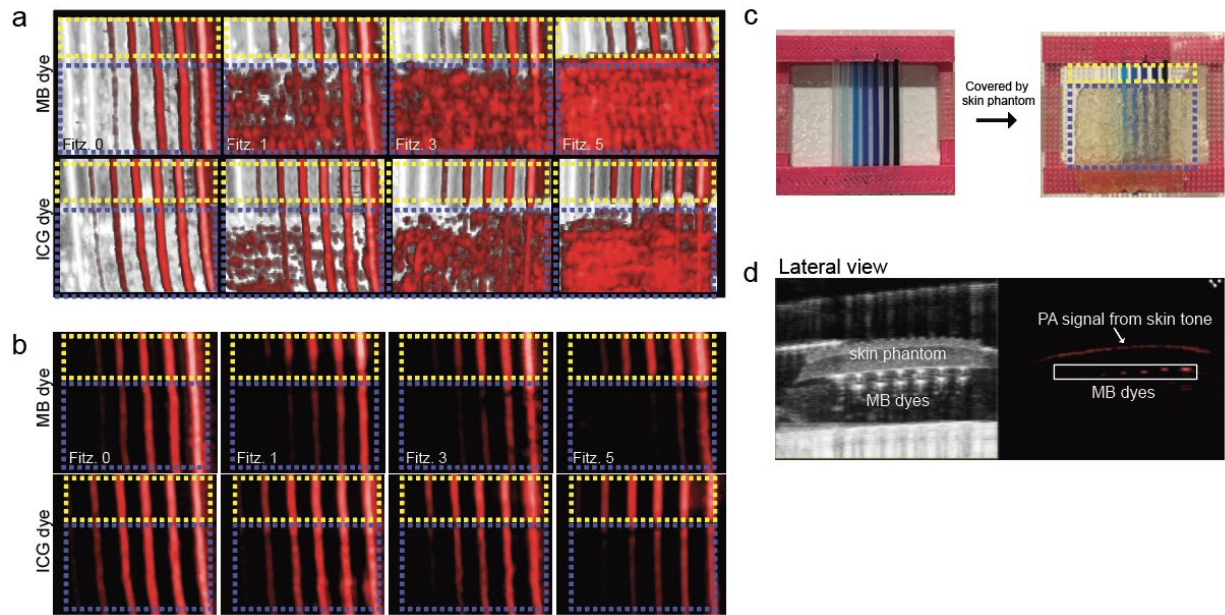 a
MB dye
Fitz. 0
Fitz. 1
Fitz. 3
Fitz. 5
ICG dye
b
MB dye
Fitz. 0
Fitz. 1
Fitz. 3
Fitz. 5
ICG dye
c
Covered by
skin phantom
d
Lateral view
skin phantom
MB dyes
PA signal from skin tone
MB dyes